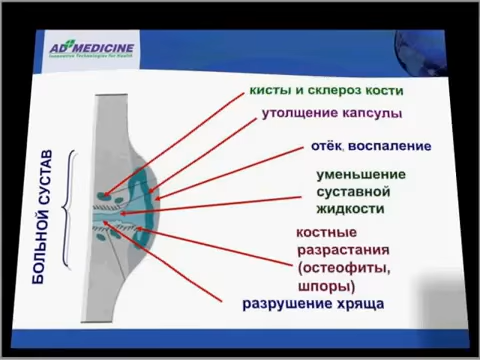 AD MEDICINE
Innovative Technologies for Health
кисты и склероз кости
утолщение капсулы
отёк, воспаление
уменьшение
суставной
жидкости
костные
разрастания
(остеофиты,
шпоры)
разрушение хряща
БОЛЬНОЙ СУСТАВ